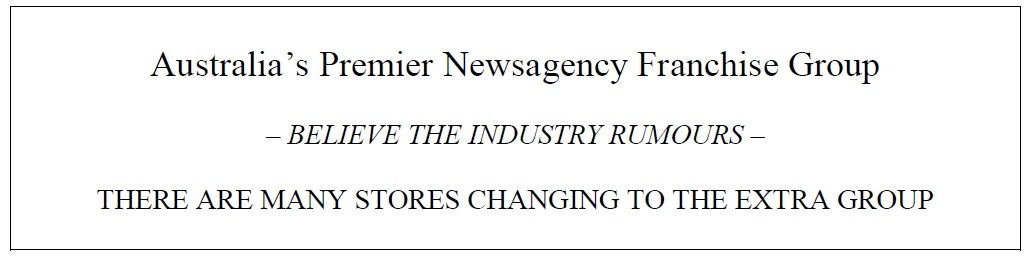 Australia’s Premier Newsagency Franchise Group
– BELIEVE THE INDUSTRY RUMOURS –
THERE ARE MANY STORES CHANGING TO THE EXTRA GROUP